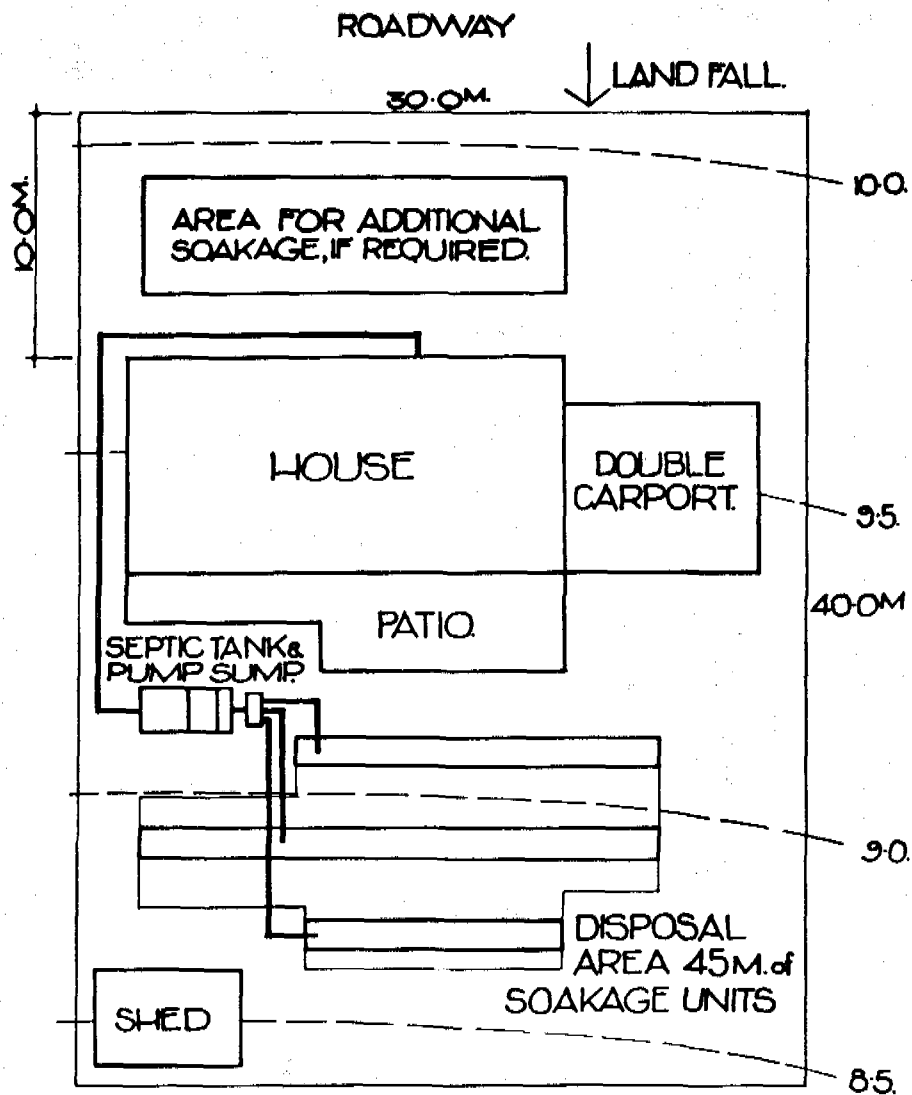 ROADWAY
LAND FALL.
30·0M.
10·0.
10·0M.
AREA FOR ADDITIONAL
SOAKAGE, IF REQUIRED.
HOUSE
DOUBLE
CARPORT.
9·5.
40·0M
PATIO.
SEPTIC TANK &
PUMP SUMP.
9·0.
DISPOSAL
AREA 45M. of
SOAKAGE UNITS
SHED
8·5.